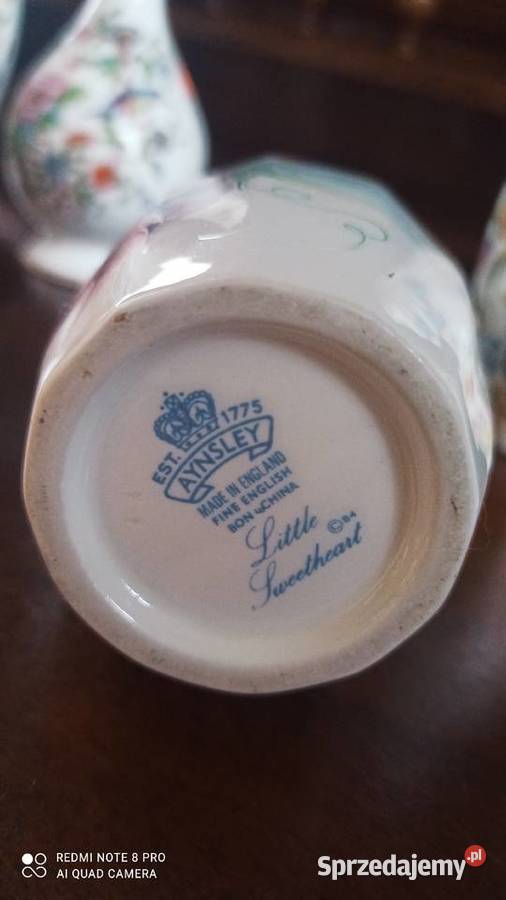 EST. 1775
AYNSLEY
MADE IN ENGLAND
FINE ENGLISH
BON CHINA
Little
Sweetheart ©84
REDMI NOTE 8 PRO
AI QUAD CAMERA
Sprzedajemy.pl